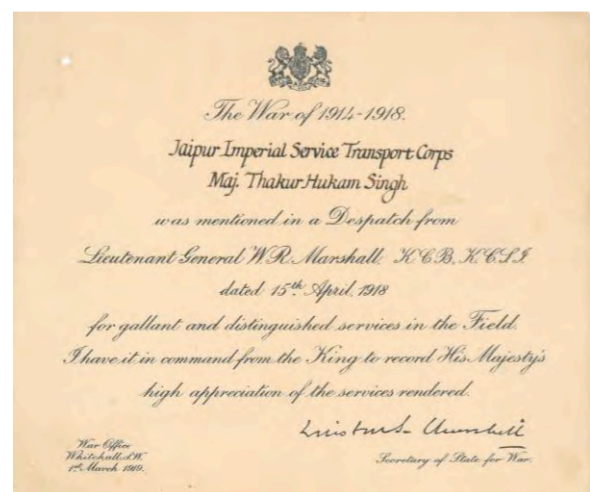 The War of 1914-1918.
Jaipur Imperial Service Transport Corps
Maj. Thakur Hukam Singh
was mentioned in a Despatch from
Lieutenant General W.R. Marshall K.C.B., K.C.S.I.
dated 15th April 1918
for gallant and distinguished services in the Field.
I have it in command from the King to record His Majesty's
high appreciation of the services rendered.
Winston S. Churchill
War Office
Whitehall, S.W.
1st March 1919.
Secretary of State for War.